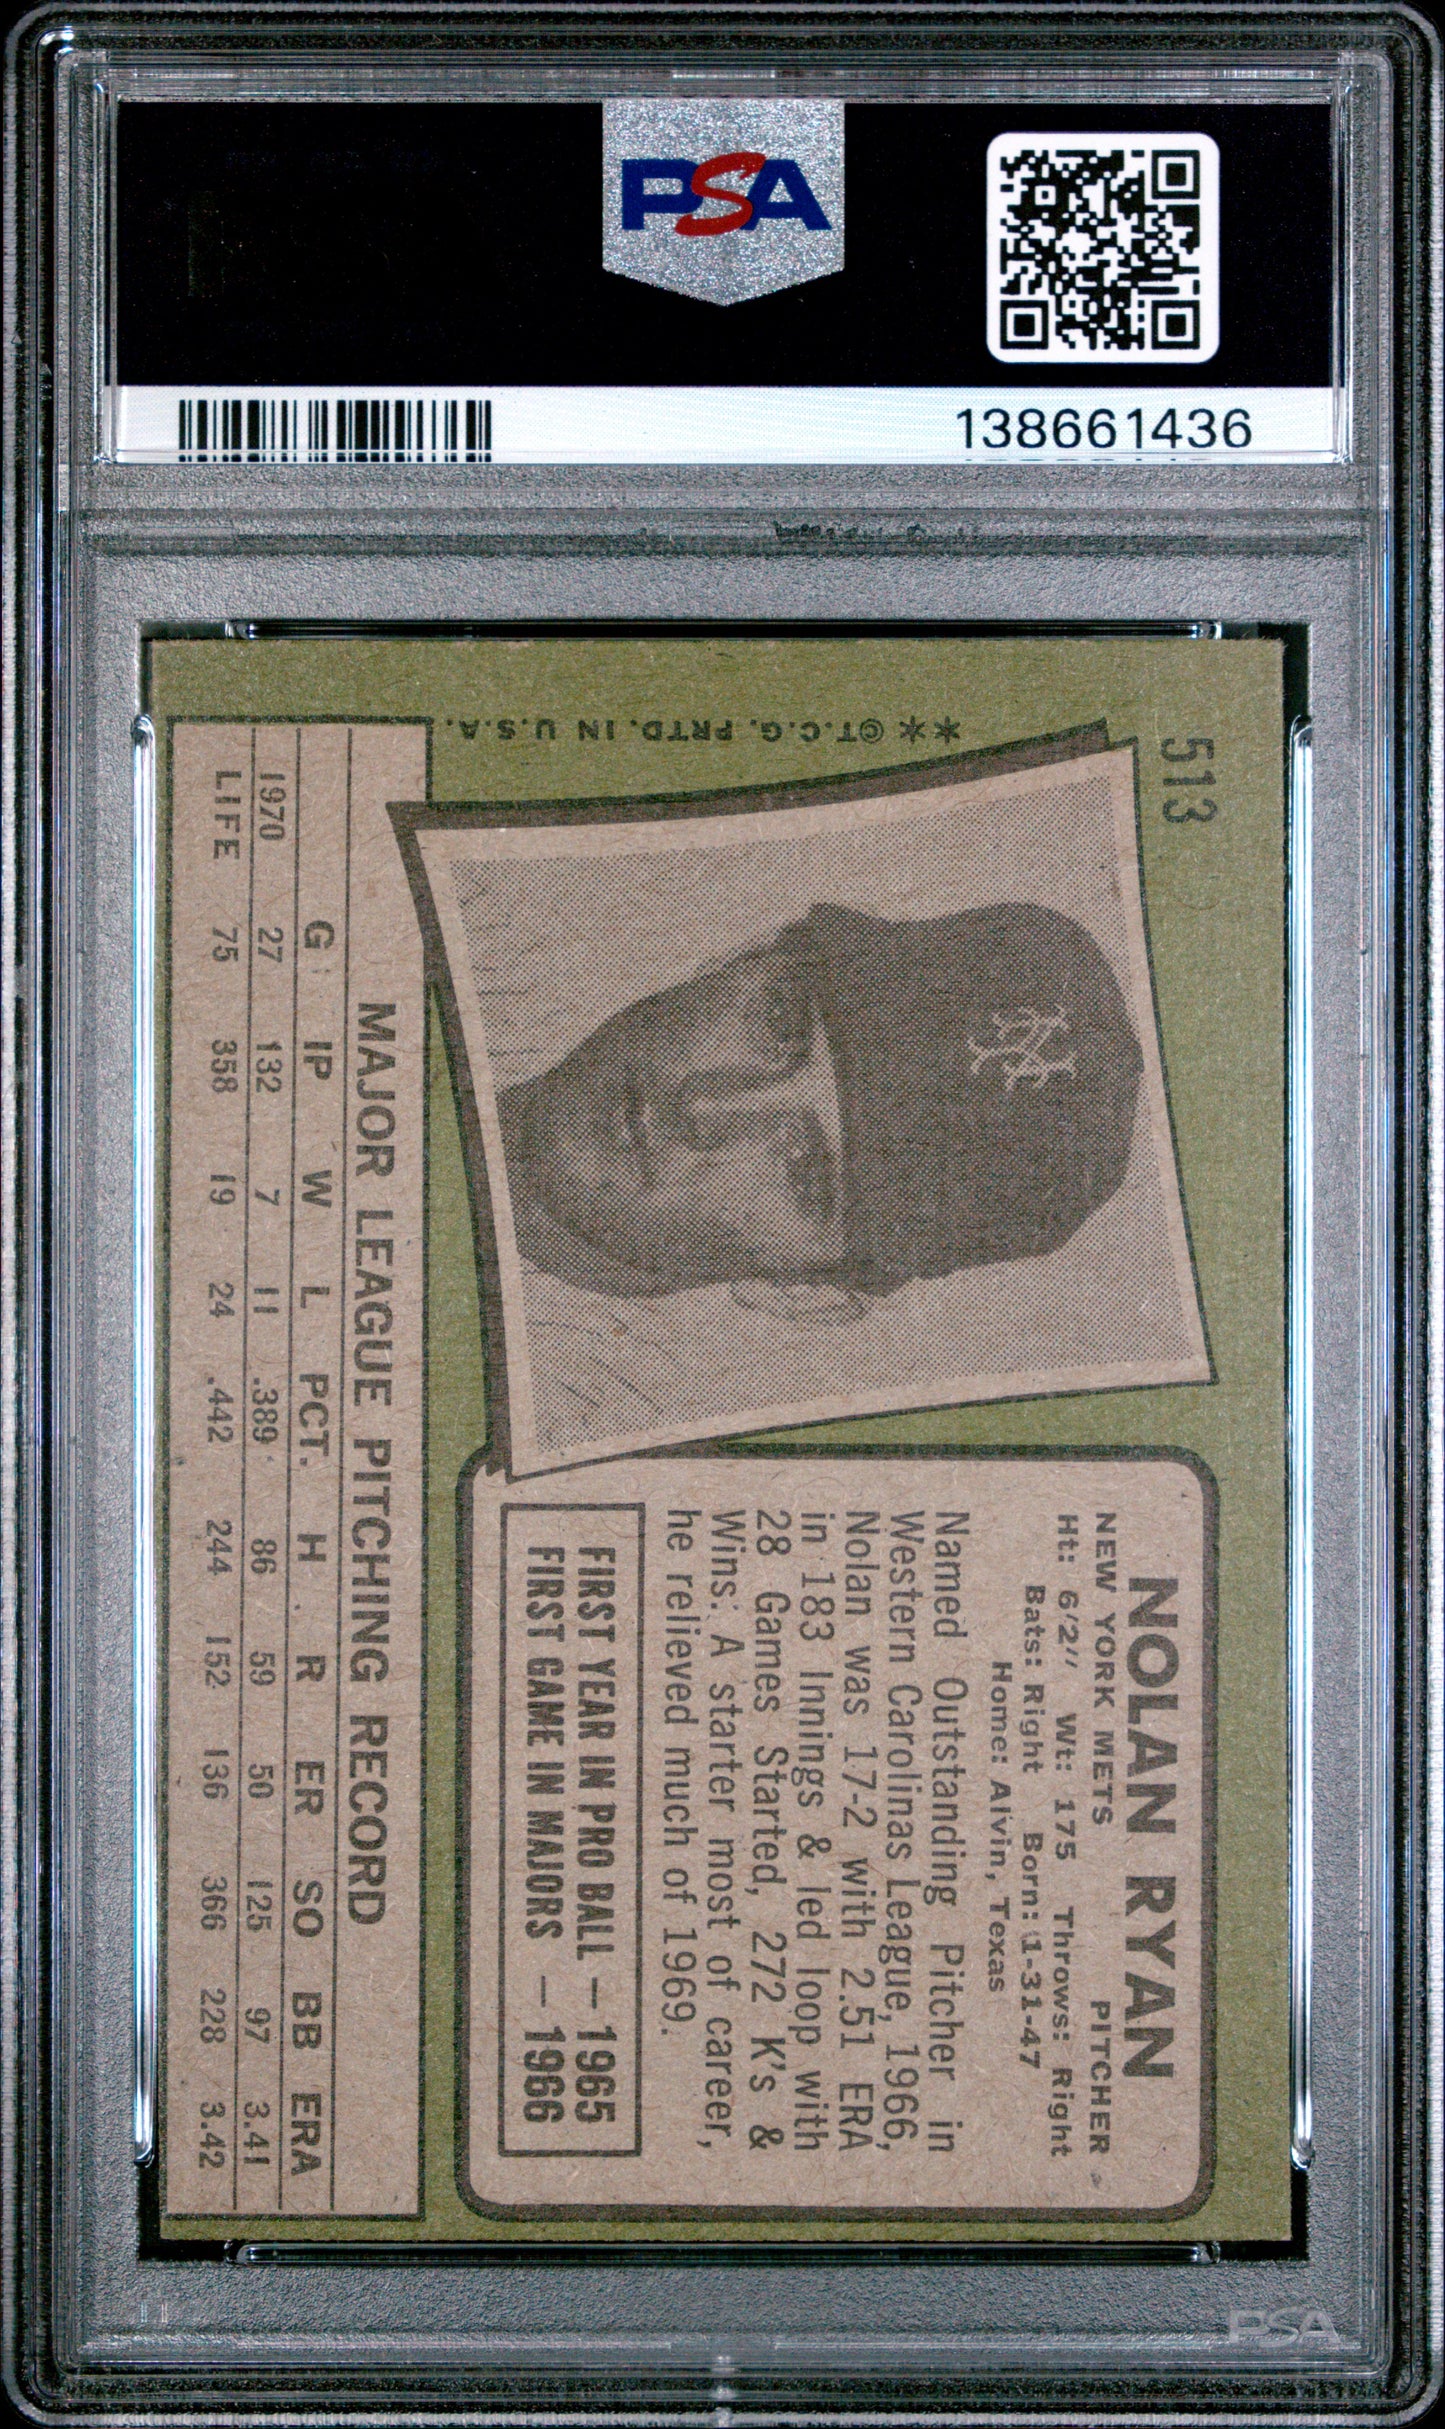 PSA
138661436
513
** ©T.C.G. PRTD. IN U.S.A.
NY
NOLAN RYAN
NEW YORK METS PITCHER
Ht: 6'2" Wt: 175 Throws: Right
Bats: Right Born: 1-31-47
Home: Alvin, Texas
Named Outstanding Pitcher in
Western Carolinas League, 1966,
Nolan was 17-2 with 2.51 ERA
in 183 Innings & led loop with
28 Games Started, 272 K's &
Wins. A starter most of career,
he relieved much of 1969.
FIRST YEAR IN PRO BALL — 1965
FIRST GAME IN MAJORS — 1966
MAJOR LEAGUE PITCHING RECORD
G IP W L PCT. H R ER SO BB ERA
1970 27 132 7 11 .389 86 59 50 125 97 3.41
LIFE 75 358 19 24 .442 244 152 136 366 228 3.42
PSA